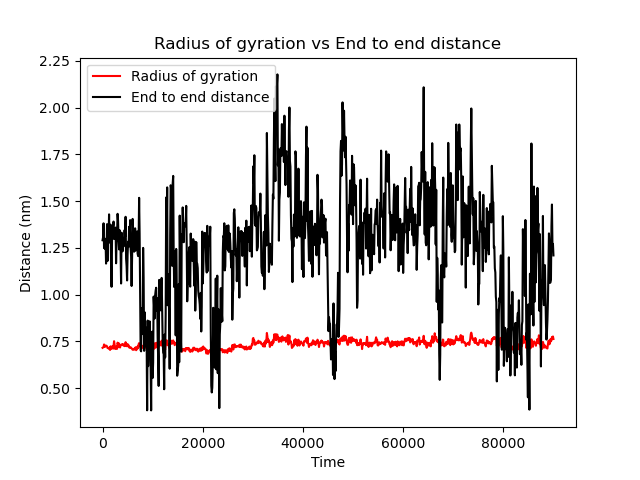 Radius of gyration vs End to end distance
Radius of gyration
End to end distance
Distance (nm)
2.25
2.00
1.75
1.50
1.25
1.00
0.75
0.50
0 20000 40000 60000 80000
Time